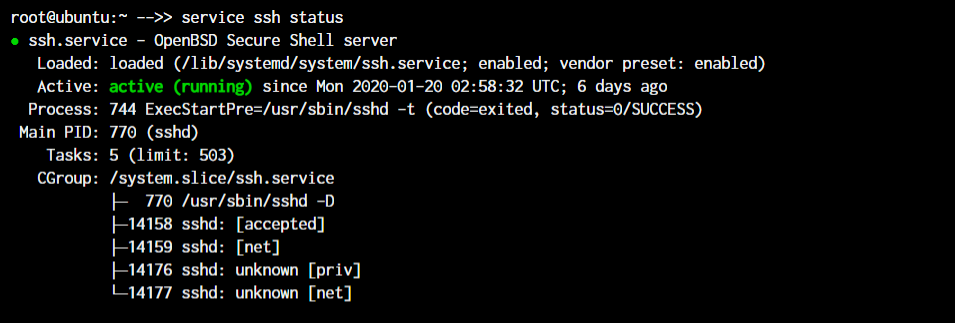 root@ubuntu:~ -->> service ssh status
● ssh.service - OpenBSD Secure Shell server
   Loaded: loaded (/lib/systemd/system/ssh.service; enabled; vendor preset: enabled)
   Active: active (running) since Mon 2020-01-20 02:58:32 UTC; 6 days ago
  Process: 744 ExecStartPre=/usr/sbin/sshd -t (code=exited, status=0/SUCCESS)
 Main PID: 770 (sshd)
    Tasks: 5 (limit: 503)
   CGroup: /system.slice/ssh.service
           ├─  770 /usr/sbin/sshd -D
           ├─14158 sshd: [accepted]
           ├─14159 sshd: [net]
           ├─14176 sshd: unknown [priv]
           └─14177 sshd: unknown [net]